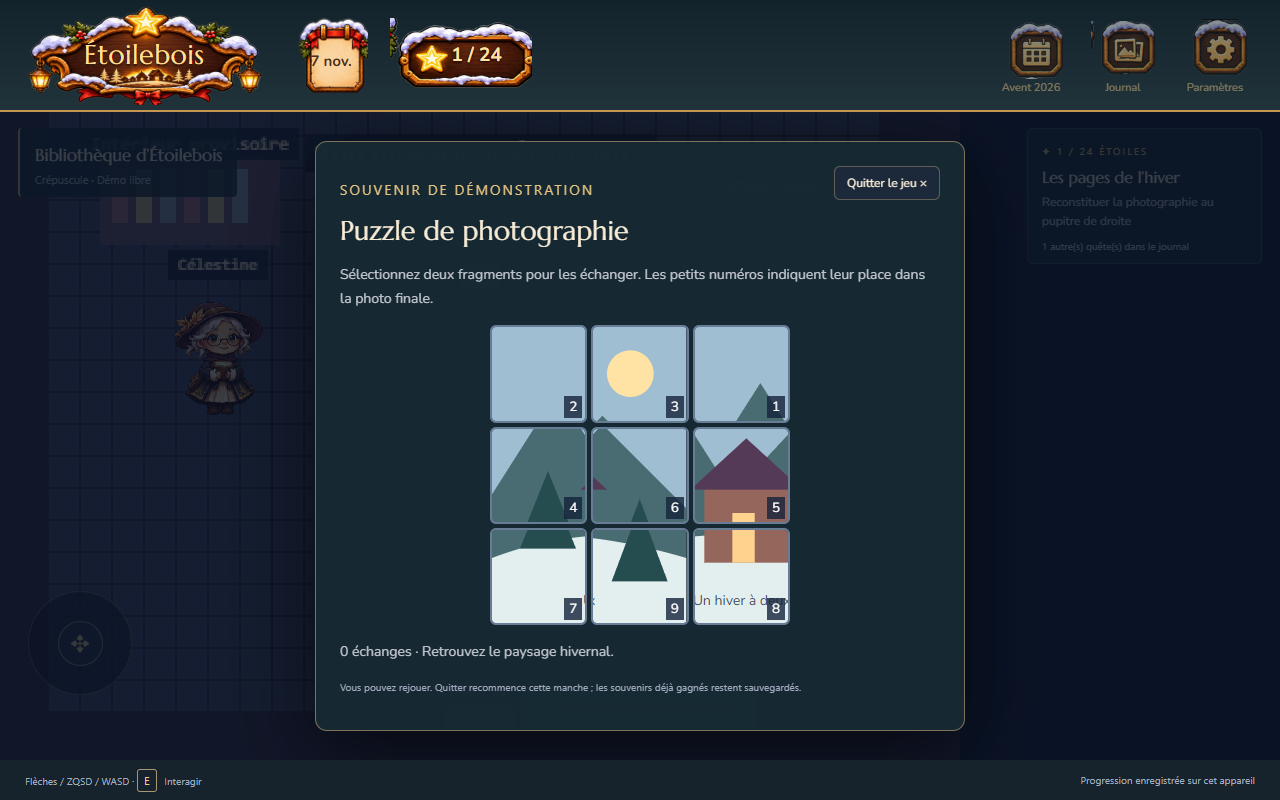 Étoilebois
7 nov.
1 / 24
Avent 2026
Journal
Paramètres
soire
Bibliothèque d'Étoilebois
Crépuscule · Démo libre
Célestine
✦ 1 / 24 ÉTOILES
Les pages de l'hiver
Reconstituer la photographie au
pupitre de droite
1 autre(s) quête(s) dans le journal
SOUVENIR DE DÉMONSTRATION
Quitter le jeu ×
Puzzle de photographie
Sélectionnez deux fragments pour les échanger. Les petits numéros indiquent leur place dans
la photo finale.
2
3
1
4
6
5
Un hiver à
7
9
8
0 échanges · Retrouvez le paysage hivernal.
Vous pouvez rejouer. Quitter recommence cette manche ; les souvenirs déjà gagnés restent sauvegardés.
Flèches / ZQSD / WASD · E Interagir
Progression enregistrée sur cet appareil